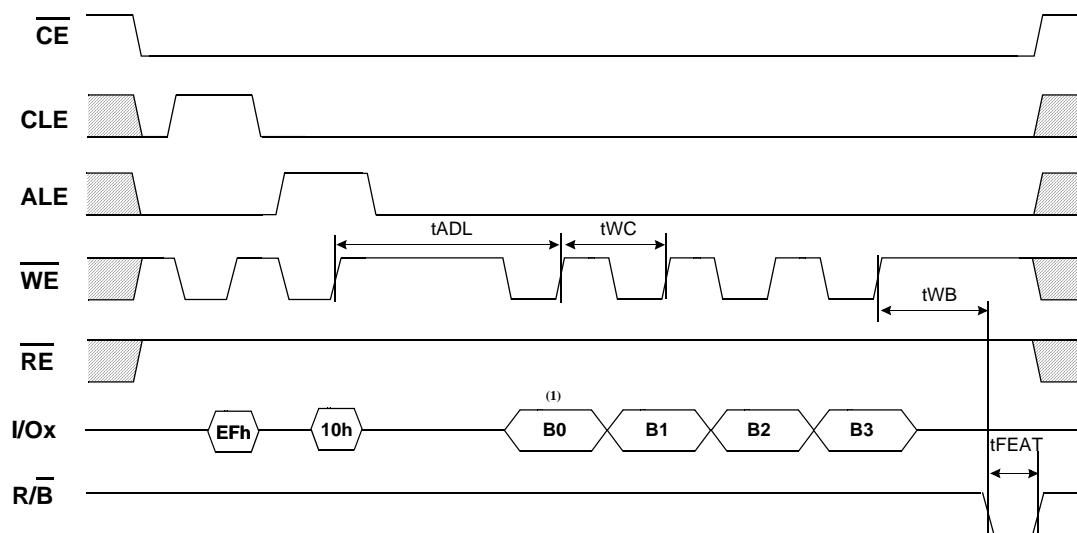 CE
CLE
ALE
tADL
tWC
WE
tWB
RE
(1)
I/Ox
EFh
10h
B0
B1
B2
B3
tFEAT
R/B